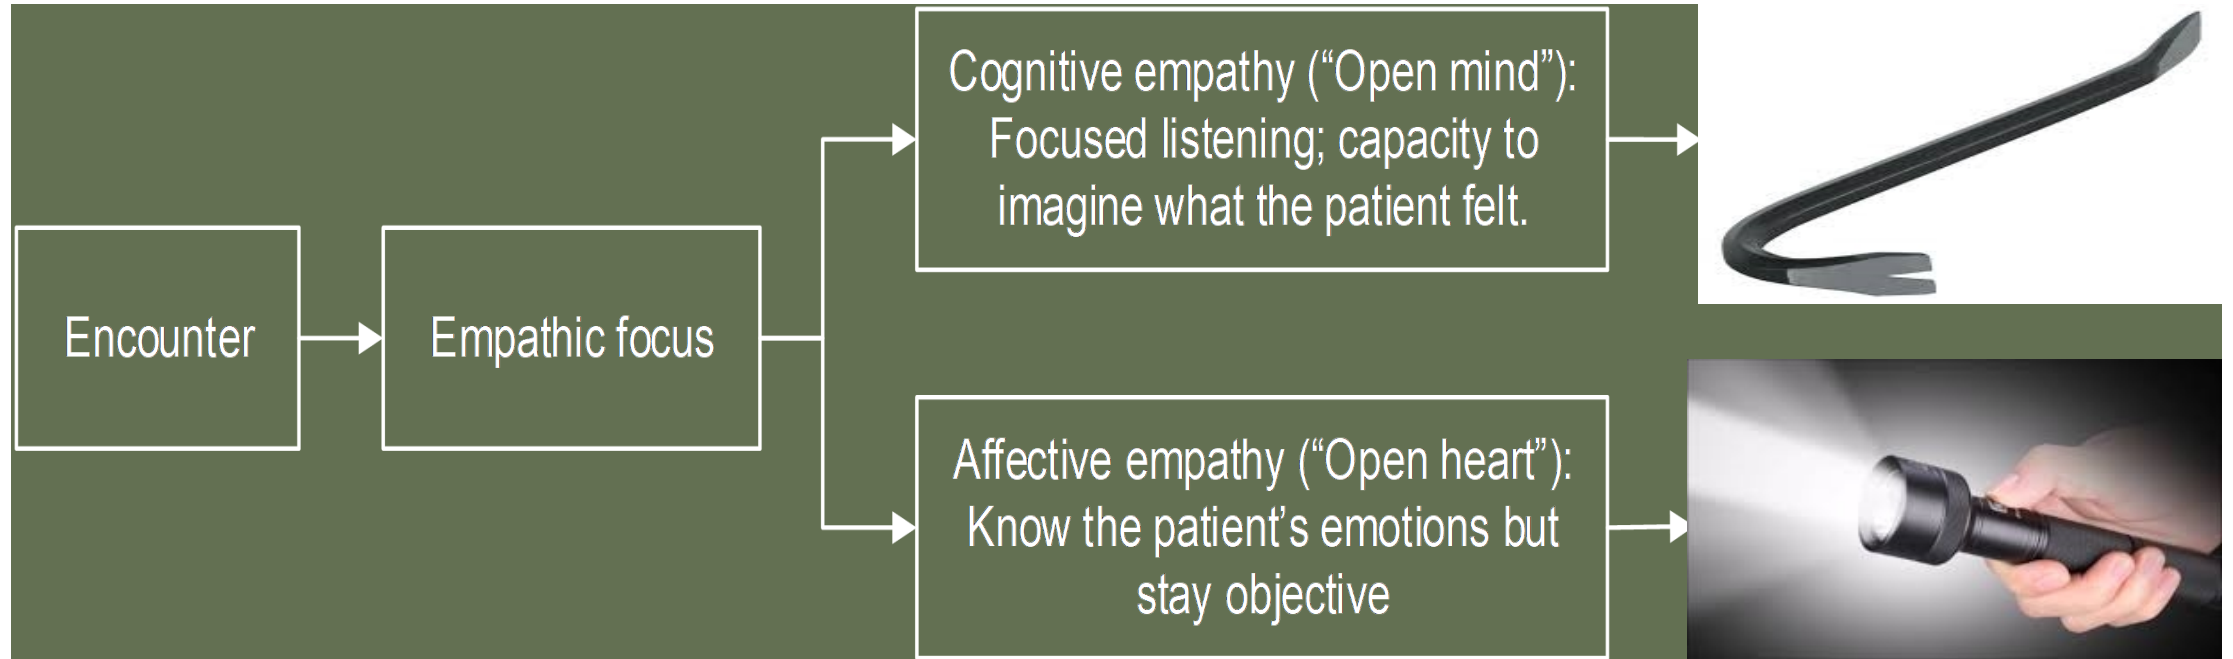 Encounter
Empathic focus
Cognitive empathy (“Open mind”):
Focused listening; capacity to
imagine what the patient felt.
Affective empathy (“Open heart”):
Know the patient’s emotions but
stay objective